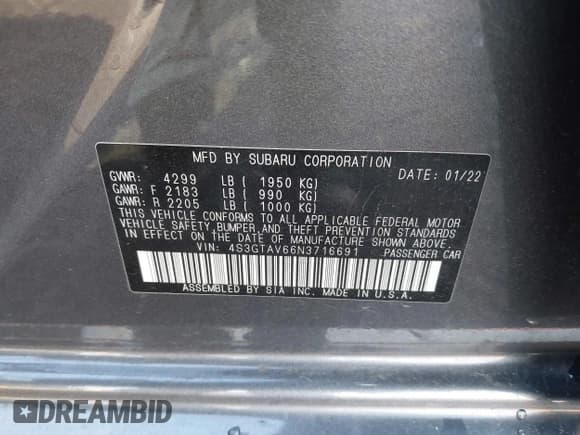 MFD BY SUBARU CORPORATION DATE: 01/22
GVWR: 4299 LB ( 1950 KG)
GAWR: F 2183 LB ( 990 KG)
GAWR: R 2205 LB ( 1000 KG)
THIS VEHICLE CONFORMS TO ALL APPLICABLE FEDERAL MOTOR
VEHICLE SAFETY, BUMPER, AND THEFT PREVENTION STANDARDS
IN EFFECT ON THE DATE OF MANUFACTURE SHOWN ABOVE.
VIN: 4S3GTAV66N3716691 PASSENGER CAR
ASSEMBLED BY SIA INC. MADE IN U.S.A.
DREAMBID